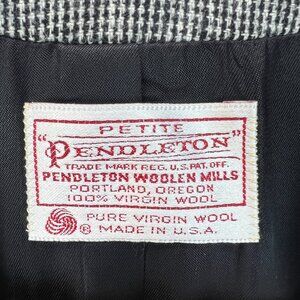 PETITE
"PENDLETON"
TRADE MARK REG. U.S. PAT. OFF.
PENDLETON WOOLEN MILLS
PORTLAND, OREGON
100% VIRGIN WOOL
PURE VIRGIN WOOL
® MADE IN U.S.A.